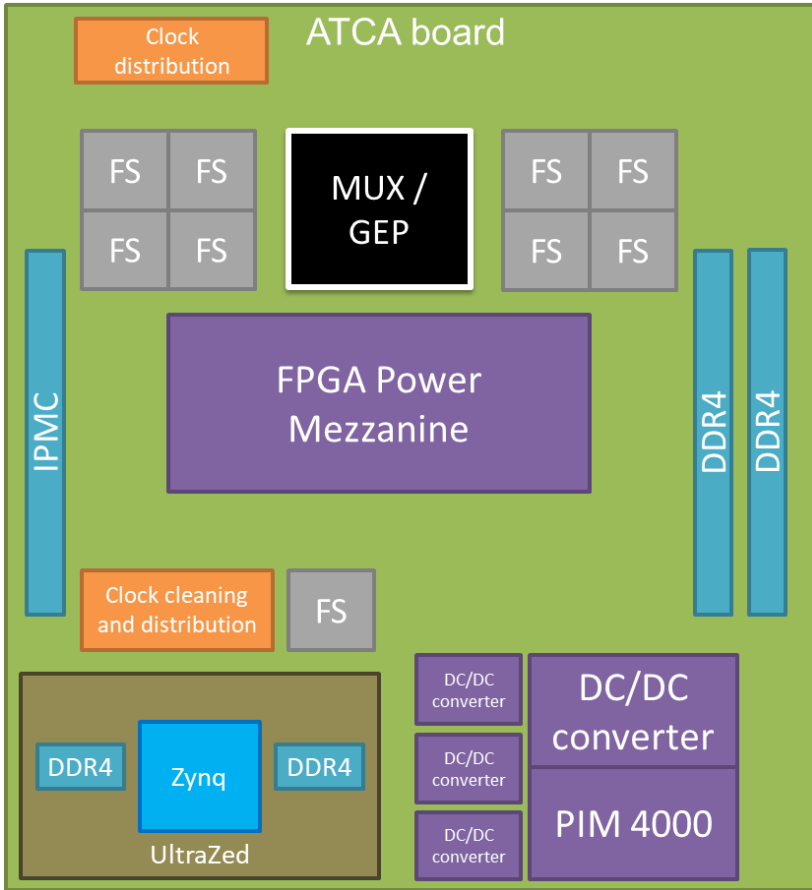 ATCA board
Clock
distribution
FS FS
FS FS
MUX /
GEP
FS FS
FS FS
IPMC
FPGA Power
Mezzanine
DDR4
DDR4
Clock cleaning
and distribution
FS
DDR4
Zynq
DDR4
UltraZed
DC/DC
converter
DC/DC
converter
DC/DC
converter
DC/DC
converter
PIM 4000